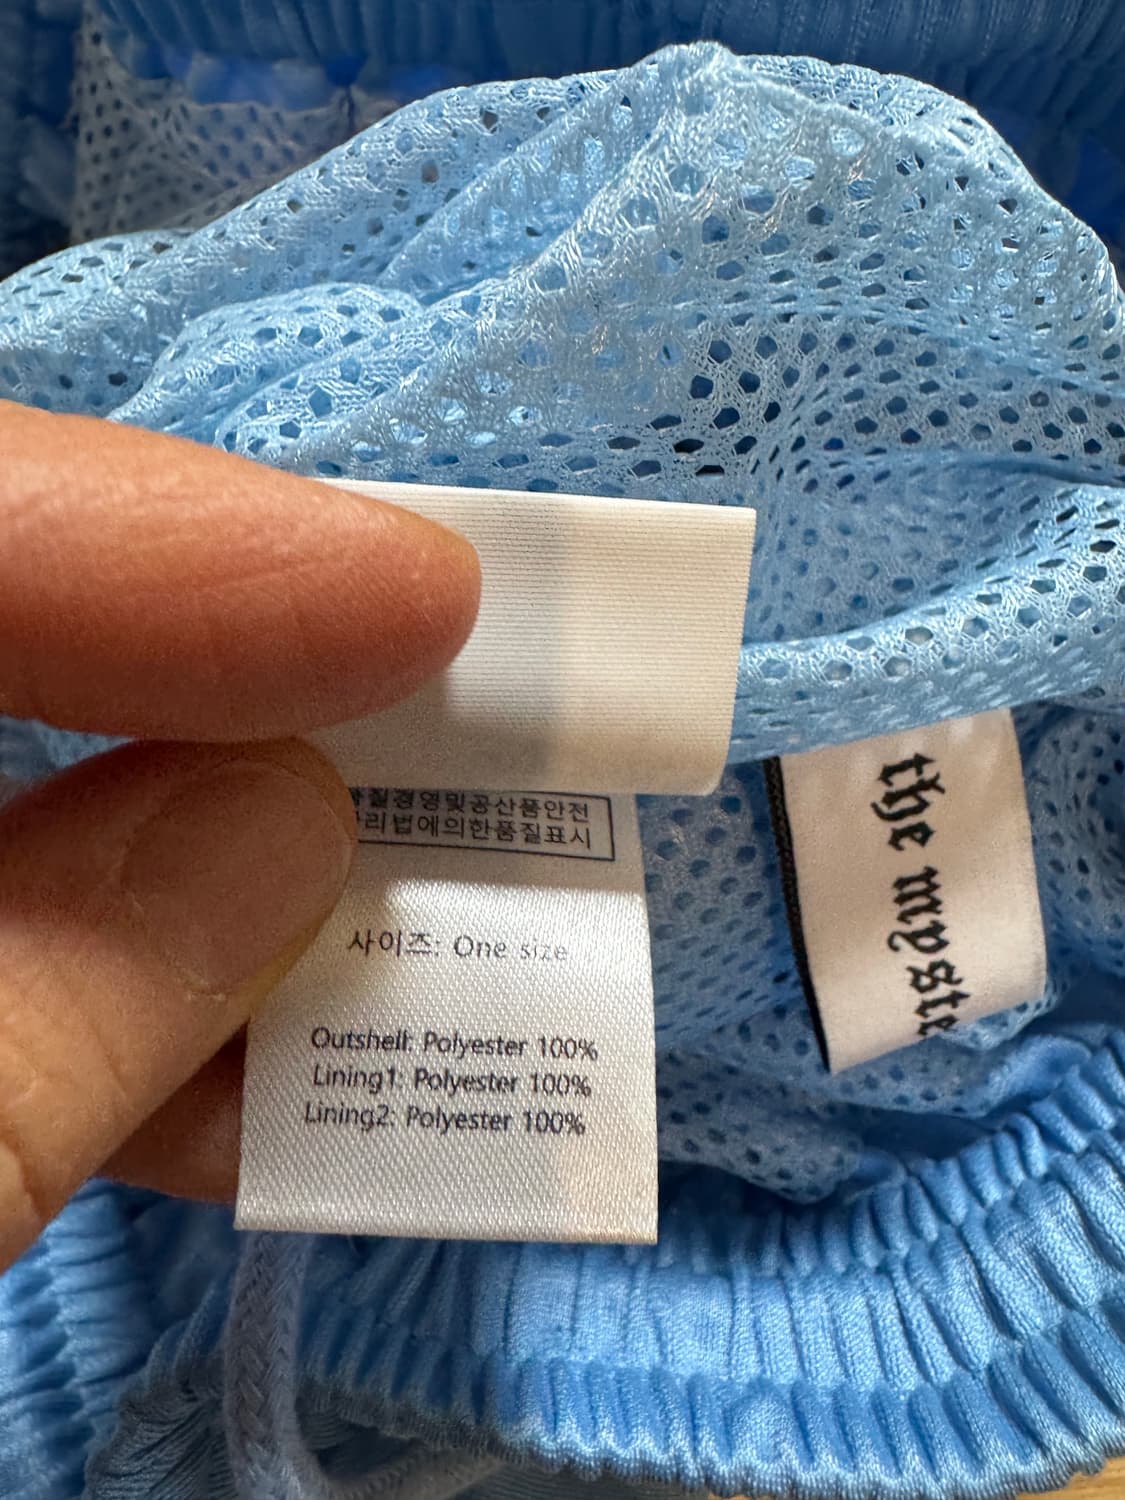 질경영및공산품안전
리법에의한품질표시
사이즈: One size
Outshell: Polyester 100%
Lining1: Polyester 100%
Lining2: Polyester 100%
the